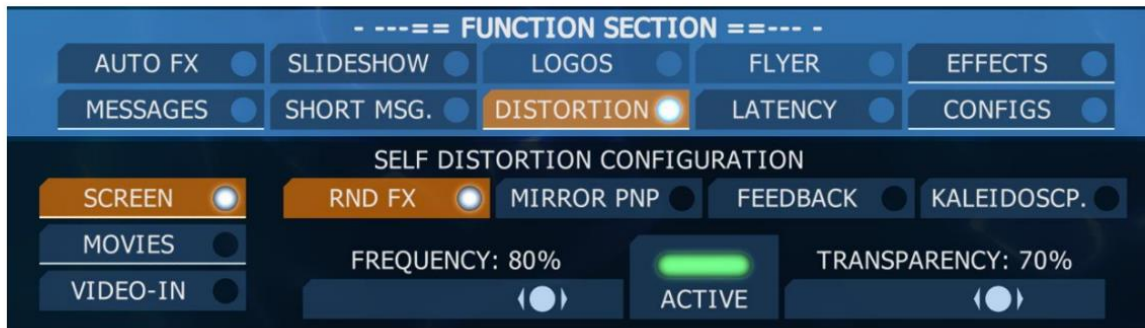 - ---== FUNCTION SECTION ==--- -
AUTO FX SLIDESHOW LOGOS FLYER EFFECTS
MESSAGES SHORT MSG. DISTORTION LATENCY CONFIGS
SELF DISTORTION CONFIGURATION
SCREEN RND FX MIRROR PNP FEEDBACK KALEIDOSCP.
MOVIES
FREQUENCY: 80% TRANSPARENCY: 70%
VIDEO-IN ACTIVE